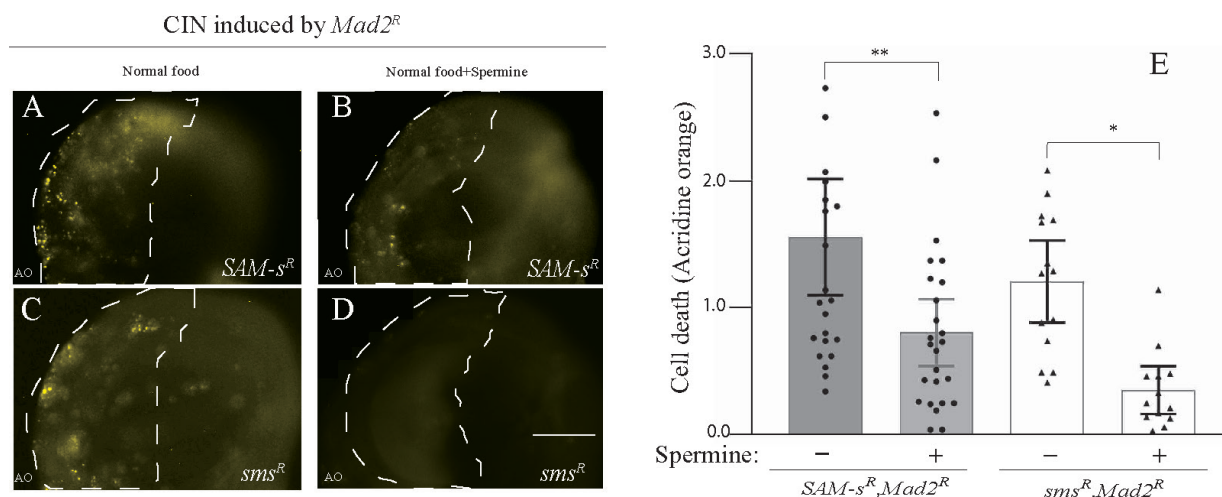 CIN induced by Mad2ᴿ
Normal food
Normal food+Spermine
A
B
AO
SAM-sᴿ
AO
SAM-sᴿ
C
D
AO
smsᴿ
AO
smsᴿ
E
Cell death (Acridine orange)
3.0
2.0
1.0
0.0
**
*
Spermine: − + − +
SAM-sᴿ,Mad2ᴿ
smsᴿ,Mad2ᴿ